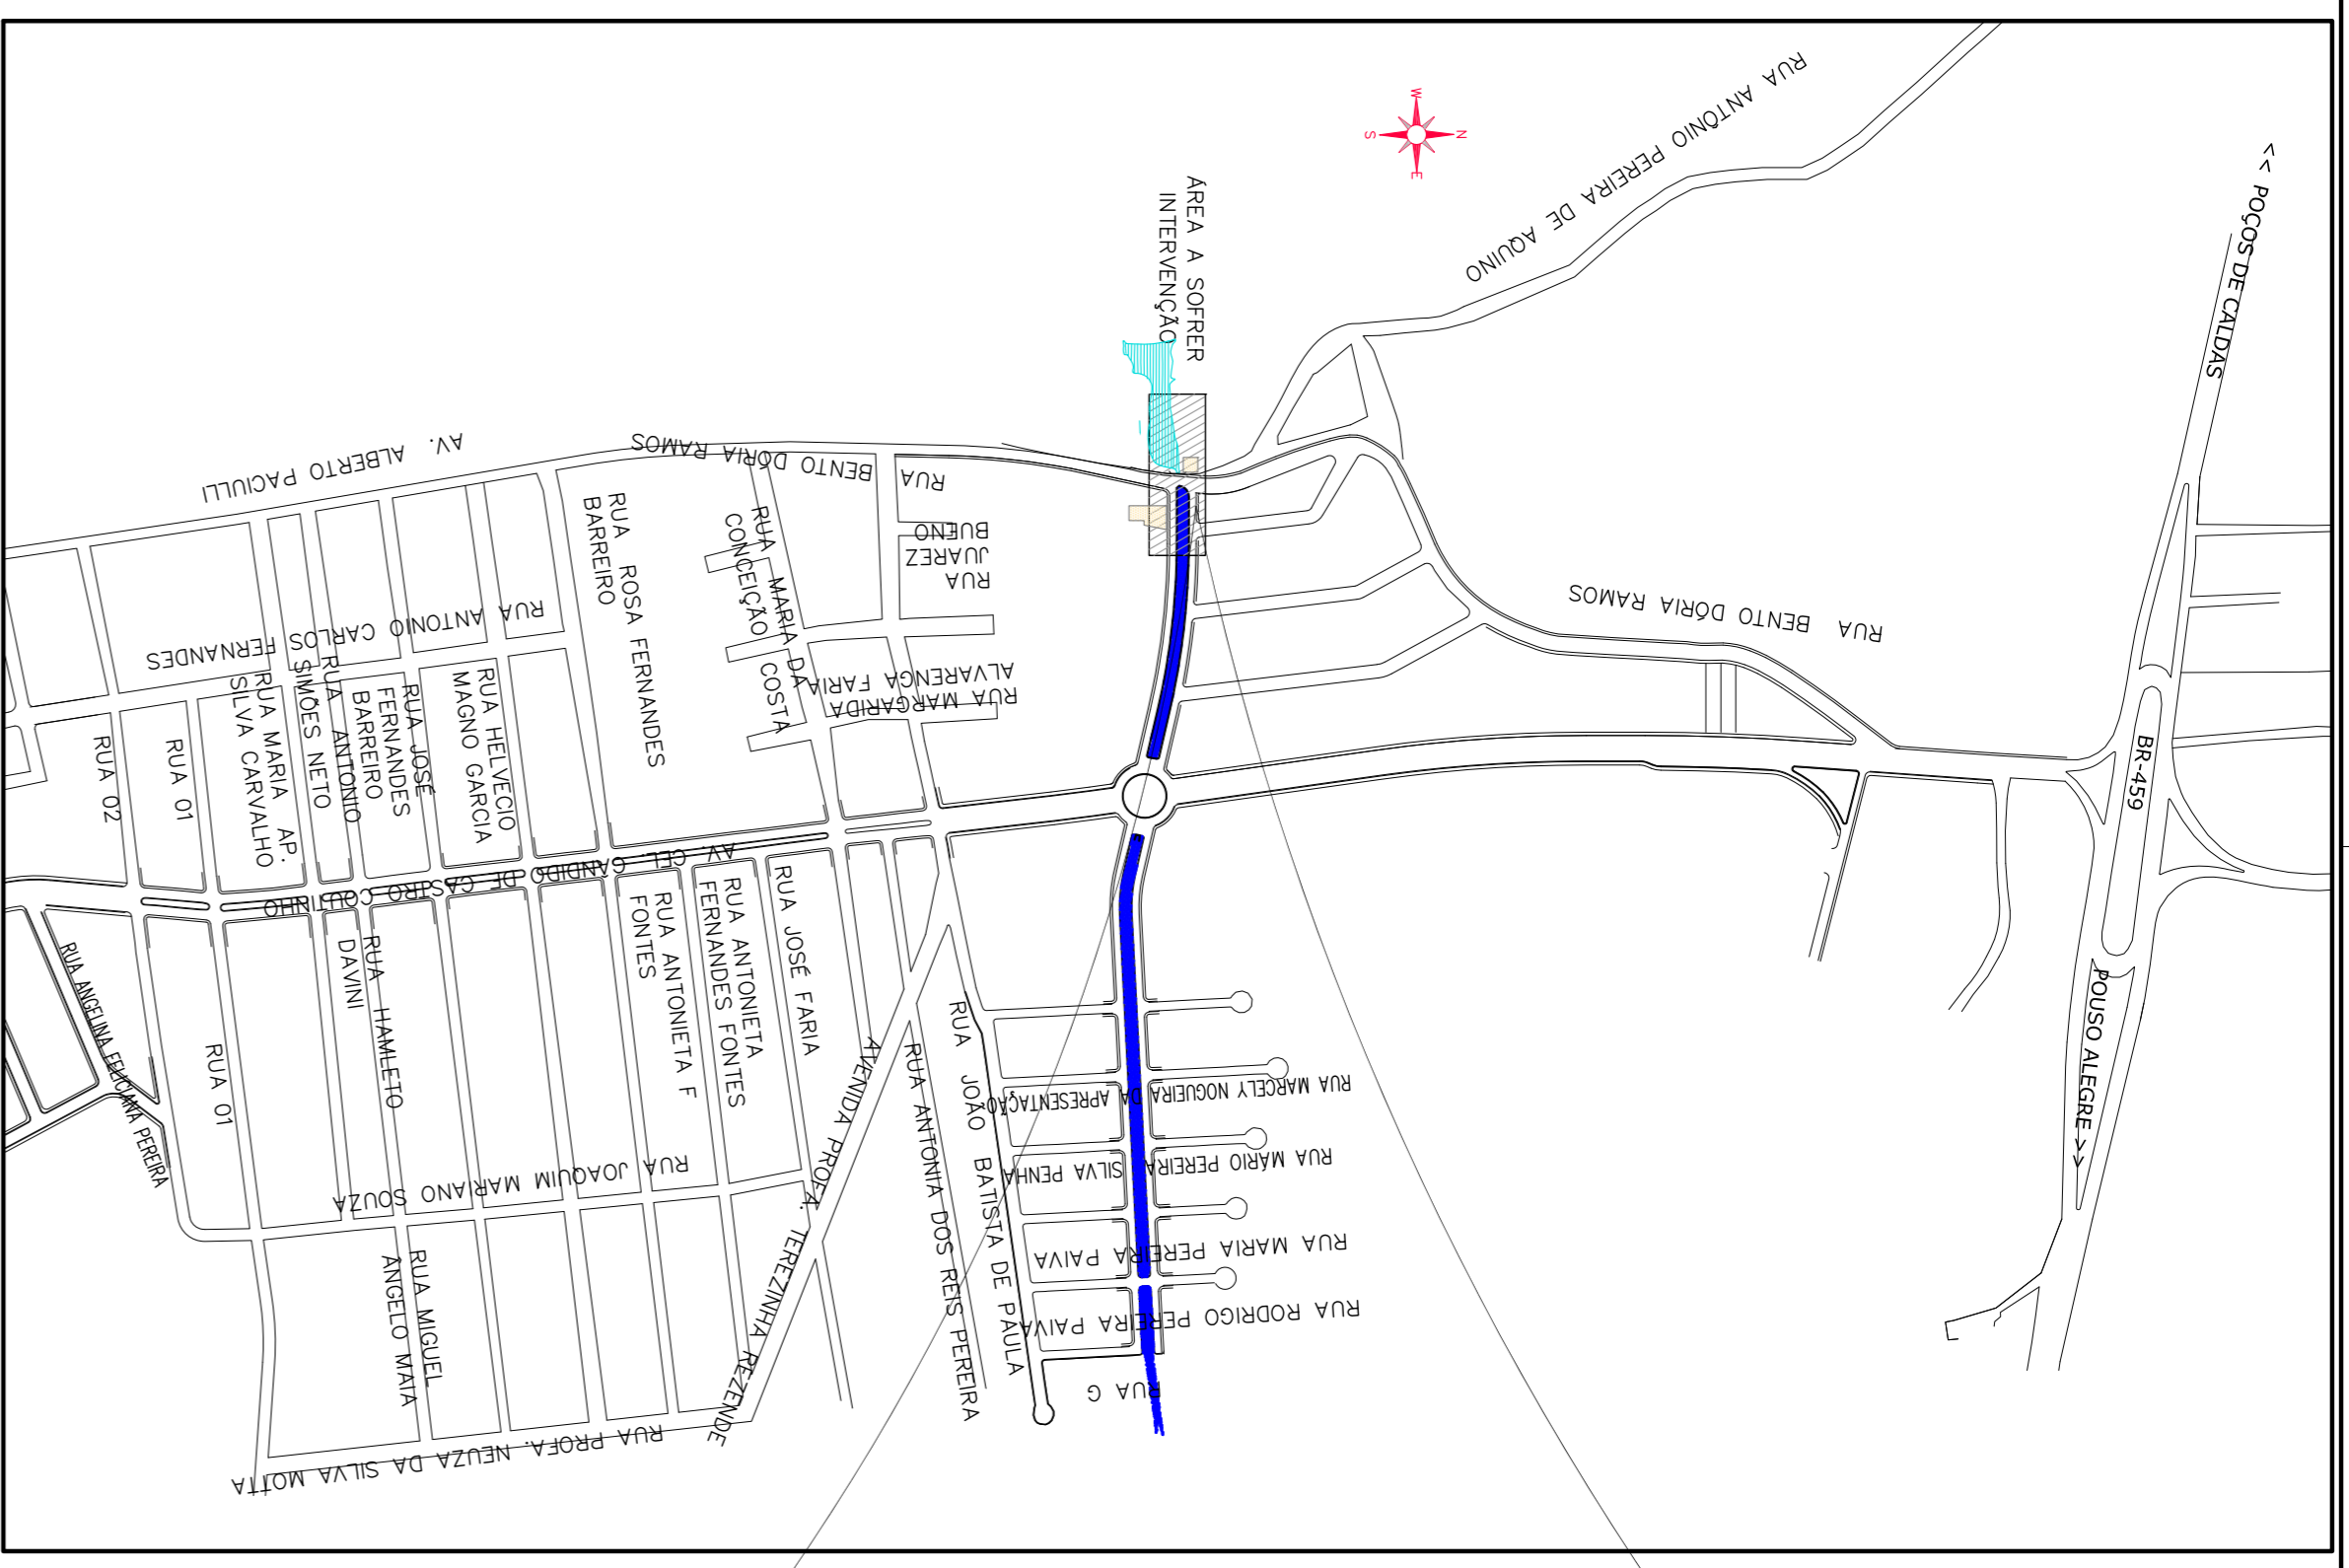 RUA ANTÔNIO PEREIRA DE AQUINO
W
N
S
E
<< POÇOS DE CALDAS
ÁREA A SOFRER
INTERVENÇÃO
AV. ALBERTO PACIULLI
RUA BENTO DÓRIA RAMOS
RUA
JUAREZ
BUENO
RUA ROSA FERNANDES
BARREIRO
RUA MARIA DA
CONCEIÇÃO COSTA
RUA BENTO DÓRIA RAMOS
RUA ANTONIO CARLOS FERNANDES
RUA MARGARIDA
ALVARENGA FARIA
RUA HELVECIO
MAGNO GARCIA
RUA JOSÉ
FERNANDES
BARREIRO
RUA ANTONIO
SIMÕES NETO
RUA MARIA AP.
SILVA CARVALHO
RUA 01
RUA 02
BR-459
AV. CEL. CÂNDIDO DE CASTRO COUTINHO
RUA JOSÉ FARIA
RUA ANTONIETA
FERNANDES FONTES
RUA ANTONIETA F
FONTES
RUA HAMLETO
DAVINI
RUA ANGELINA FELICIANA PEREIRA
RUA 01
POUSO ALEGRE >>
RUA JOÃO BATISTA DE PAULA
RUA ANTONIA DOS REIS PEREIRA
AVENIDA PROFA. TEREZINHA REZENDE
RUA MARCELY NOGUEIRA DA APRESENTAÇÃO
RUA MÁRIO PEREIRA SILVA PENHA
RUA MARIA PEREIRA PAIVA
RUA RODRIGO PEREIRA PAIVA
RUA G
RUA JOAQUIM MARIANO SOUZA
RUA MIGUEL
ÂNGELO MAIA
RUA PROFA. NEUZA DA SILVA MOTTA